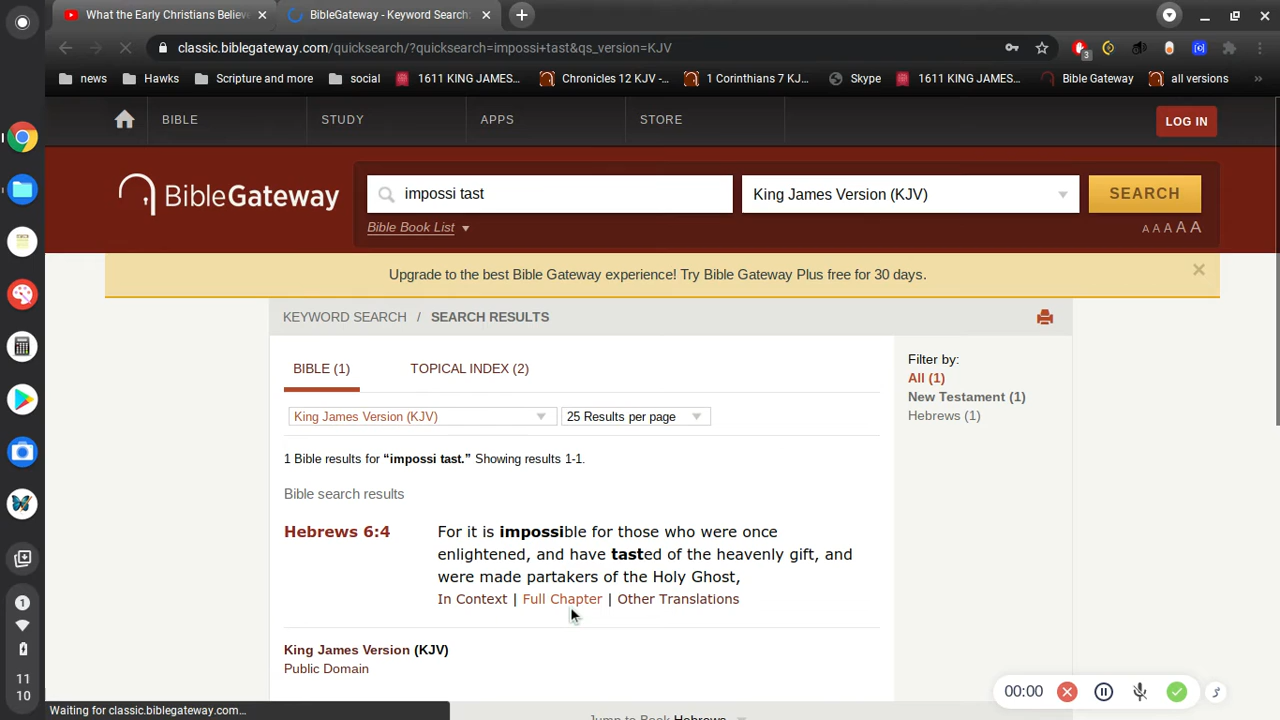 What the Early Christians Believe
BibleGateway - Keyword Search:
classic.biblegateway.com/quicksearch/?quicksearch=impossi+tast&qs_version=KJV
3
news
Hawks
Scripture and more
social
1611 KING JAMES...
Chronicles 12 KJV -...
1 Corinthians 7 KJ...
Skype
1611 KING JAMES...
Bible Gateway
all versions
»
BIBLE
STUDY
APPS
STORE
LOG IN
BibleGateway
impossi tast
King James Version (KJV)
SEARCH
Bible Book List
A A A A A
Upgrade to the best Bible Gateway experience! Try Bible Gateway Plus free for 30 days.
KEYWORD SEARCH / SEARCH RESULTS
BIBLE (1)
TOPICAL INDEX (2)
King James Version (KJV)
25 Results per page
1 Bible results for “impossi tast.” Showing results 1-1.
Bible search results
Hebrews 6:4
For it is impossible for those who were once
enlightened, and have tasted of the heavenly gift, and
were made partakers of the Holy Ghost,
In Context | Full Chapter | Other Translations
King James Version (KJV)
Public Domain
Filter by:
All (1)
New Testament (1)
Hebrews (1)
Jump to Book Hebrews
00:00
Waiting for classic.biblegateway.com...
1
11
10